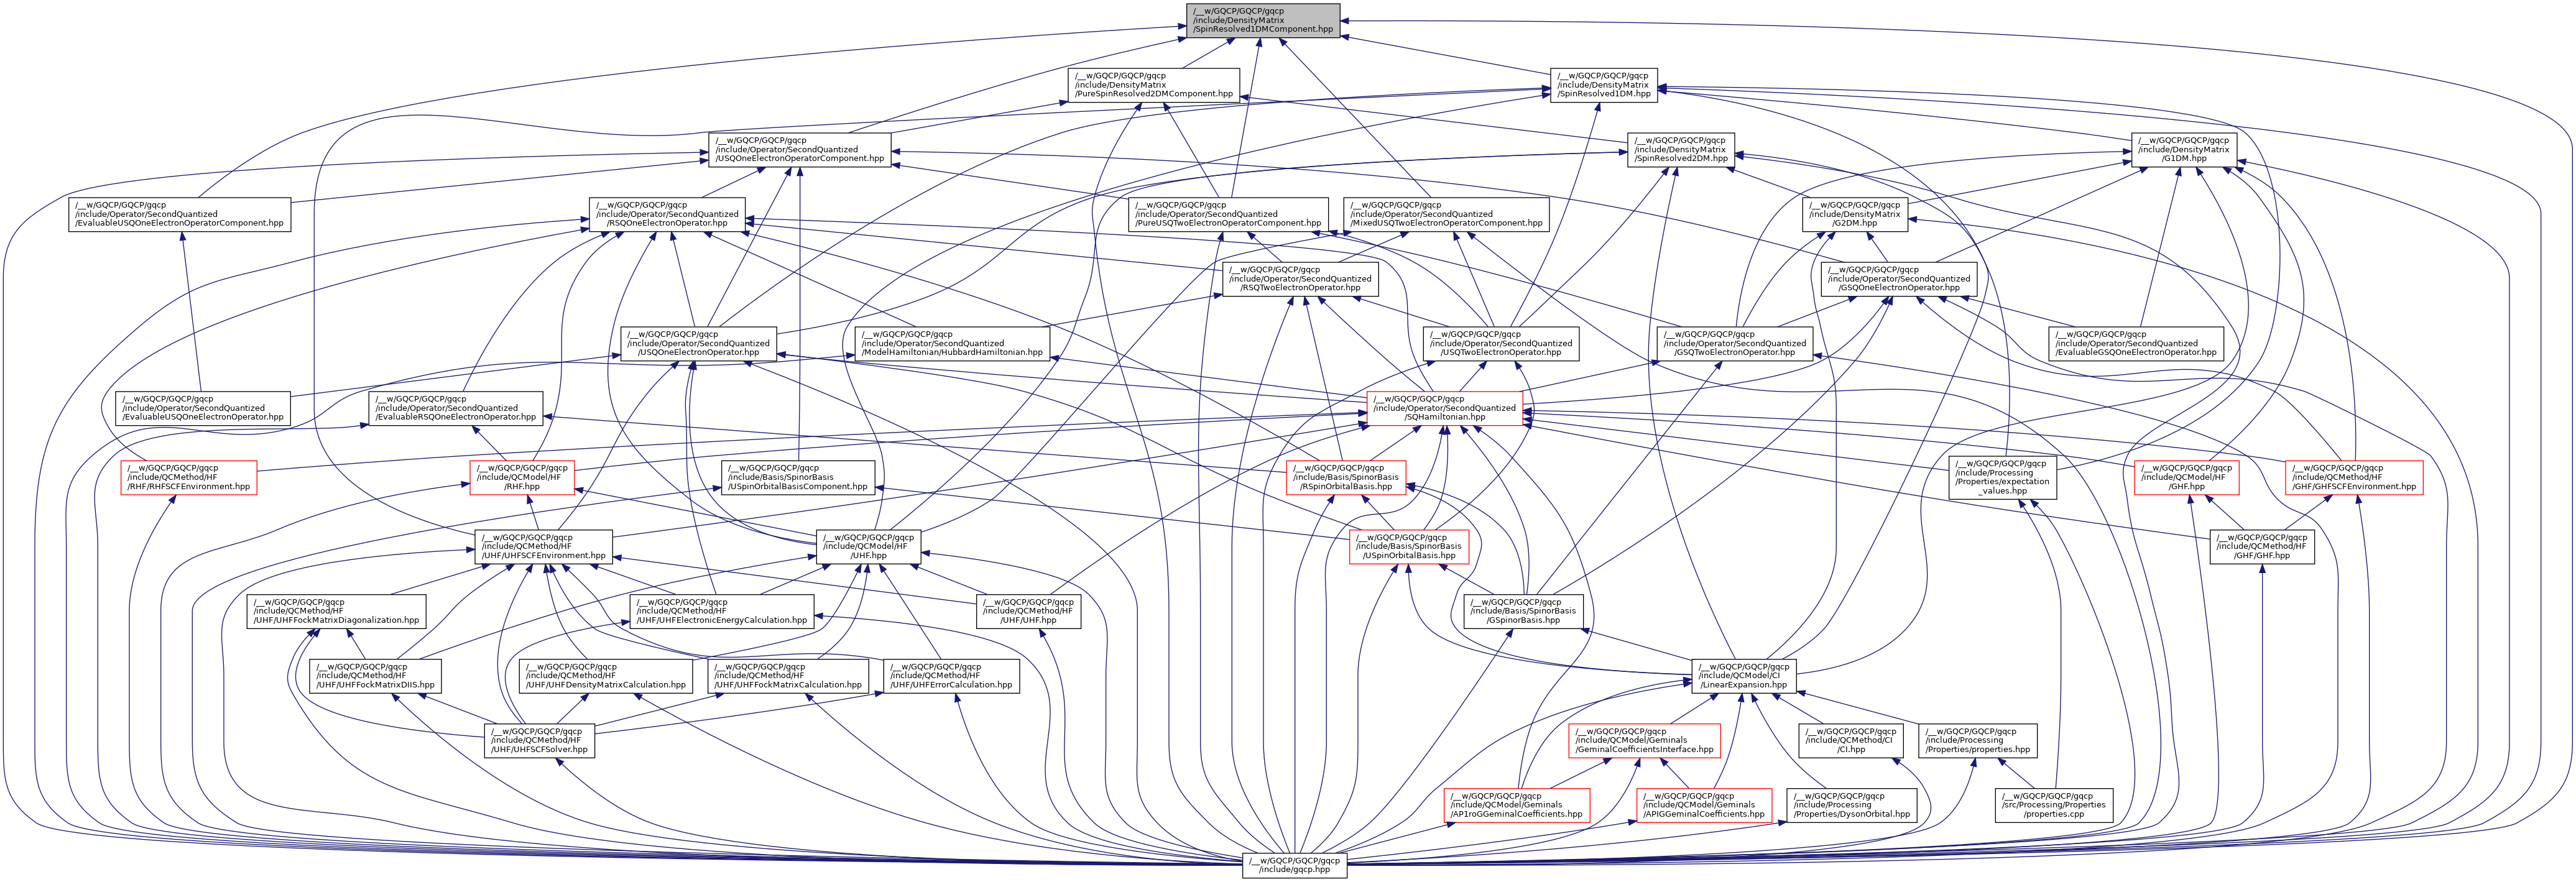 /__w/GQCP/GQCP/gqcp
/include/DensityMatrix
/SpinResolved1DMComponent.hpp
/__w/GQCP/GQCP/gqcp
/include/DensityMatrix
/PureSpinResolved2DMComponent.hpp
/__w/GQCP/GQCP/gqcp
/include/DensityMatrix
/SpinResolved1DM.hpp
/__w/GQCP/GQCP/gqcp
/include/Operator/SecondQuantized
/USQOneElectronOperatorComponent.hpp
/__w/GQCP/GQCP/gqcp
/include/DensityMatrix
/SpinResolved2DM.hpp
/__w/GQCP/GQCP/gqcp
/include/DensityMatrix
/G1DM.hpp
/__w/GQCP/GQCP/gqcp
/include/Operator/SecondQuantized
/EvaluableUSQOneElectronOperatorComponent.hpp
/__w/GQCP/GQCP/gqcp
/include/Operator/SecondQuantized
/RSQOneElectronOperator.hpp
/__w/GQCP/GQCP/gqcp
/include/Operator/SecondQuantized
/PureUSQTwoElectronOperatorComponent.hpp
/__w/GQCP/GQCP/gqcp
/include/Operator/SecondQuantized
/MixedUSQTwoElectronOperatorComponent.hpp
/__w/GQCP/GQCP/gqcp
/include/DensityMatrix
/G2DM.hpp
/__w/GQCP/GQCP/gqcp
/include/Operator/SecondQuantized
/RSQTwoElectronOperator.hpp
/__w/GQCP/GQCP/gqcp
/include/Operator/SecondQuantized
/GSQOneElectronOperator.hpp
/__w/GQCP/GQCP/gqcp
/include/Operator/SecondQuantized
/USQOneElectronOperator.hpp
/__w/GQCP/GQCP/gqcp
/include/Operator/SecondQuantized
/ModelHamiltonian/HubbardHamiltonian.hpp
/__w/GQCP/GQCP/gqcp
/include/Operator/SecondQuantized
/USQTwoElectronOperator.hpp
/__w/GQCP/GQCP/gqcp
/include/Operator/SecondQuantized
/GSQTwoElectronOperator.hpp
/__w/GQCP/GQCP/gqcp
/include/Operator/SecondQuantized
/EvaluableGSQOneElectronOperator.hpp
/__w/GQCP/GQCP/gqcp
/include/Operator/SecondQuantized
/EvaluableUSQOneElectronOperator.hpp
/__w/GQCP/GQCP/gqcp
/include/Operator/SecondQuantized
/EvaluableRSQOneElectronOperator.hpp
/__w/GQCP/GQCP/gqcp
/include/Operator/SecondQuantized
/SQHamiltonian.hpp
/__w/GQCP/GQCP/gqcp
/include/QCMethod/HF
/RHF/RHFSCFEnvironment.hpp
/__w/GQCP/GQCP/gqcp
/include/QCModel/HF
/RHF.hpp
/__w/GQCP/GQCP/gqcp
/include/Basis/SpinorBasis
/USpinOrbitalBasisComponent.hpp
/__w/GQCP/GQCP/gqcp
/include/Basis/SpinorBasis
/RSpinOrbitalBasis.hpp
/__w/GQCP/GQCP/gqcp
/include/Processing
/Properties/expectation
_values.hpp
/__w/GQCP/GQCP/gqcp
/include/QCModel/HF
/GHF.hpp
/__w/GQCP/GQCP/gqcp
/include/QCMethod/HF
/GHF/GHFSCFEnvironment.hpp
/__w/GQCP/GQCP/gqcp
/include/QCMethod/HF
/UHF/UHFSCFEnvironment.hpp
/__w/GQCP/GQCP/gqcp
/include/QCModel/HF
/UHF.hpp
/__w/GQCP/GQCP/gqcp
/include/Basis/SpinorBasis
/USpinOrbitalBasis.hpp
/__w/GQCP/GQCP/gqcp
/include/QCMethod/HF
/GHF/GHF.hpp
/__w/GQCP/GQCP/gqcp
/include/QCMethod/HF
/UHF/UHFFockMatrixDiagonalization.hpp
/__w/GQCP/GQCP/gqcp
/include/QCMethod/HF
/UHF/UHFElectronicEnergyCalculation.hpp
/__w/GQCP/GQCP/gqcp
/include/QCMethod/HF
/UHF/UHF.hpp
/__w/GQCP/GQCP/gqcp
/include/Basis/SpinorBasis
/GSpinorBasis.hpp
/__w/GQCP/GQCP/gqcp
/include/QCMethod/HF
/UHF/UHFFockMatrixDIIS.hpp
/__w/GQCP/GQCP/gqcp
/include/QCMethod/HF
/UHF/UHFDensityMatrixCalculation.hpp
/__w/GQCP/GQCP/gqcp
/include/QCMethod/HF
/UHF/UHFFockMatrixCalculation.hpp
/__w/GQCP/GQCP/gqcp
/include/QCMethod/HF
/UHF/UHFErrorCalculation.hpp
/__w/GQCP/GQCP/gqcp
/include/QCModel/CI
/LinearExpansion.hpp
/__w/GQCP/GQCP/gqcp
/include/QCMethod/HF
/UHF/UHFSCFSolver.hpp
/__w/GQCP/GQCP/gqcp
/include/QCModel/Geminals
/GeminalCoefficientsInterface.hpp
/__w/GQCP/GQCP/gqcp
/include/QCMethod/CI
/CI.hpp
/__w/GQCP/GQCP/gqcp
/include/Processing
/Properties/properties.hpp
/__w/GQCP/GQCP/gqcp
/include/QCModel/Geminals
/AP1roGGeminalCoefficients.hpp
/__w/GQCP/GQCP/gqcp
/include/QCModel/Geminals
/APIGGeminalCoefficients.hpp
/__w/GQCP/GQCP/gqcp
/include/Processing
/Properties/DysonOrbital.hpp
/__w/GQCP/GQCP/gqcp
/src/Processing/Properties
/properties.cpp
/__w/GQCP/GQCP/gqcp
/include/gqcp.hpp